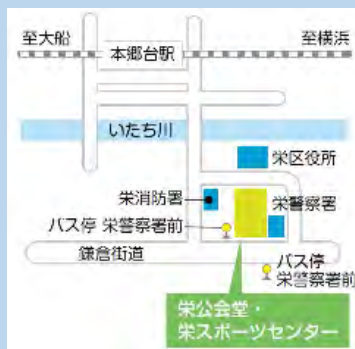 至大船
本郷台駅
至横浜
いたち川
栄区役所
栄消防署
栄警察署
バス停 栄警察署前
鎌倉街道
バス停
栄警察署前
栄公会堂・
栄スポーツセンター